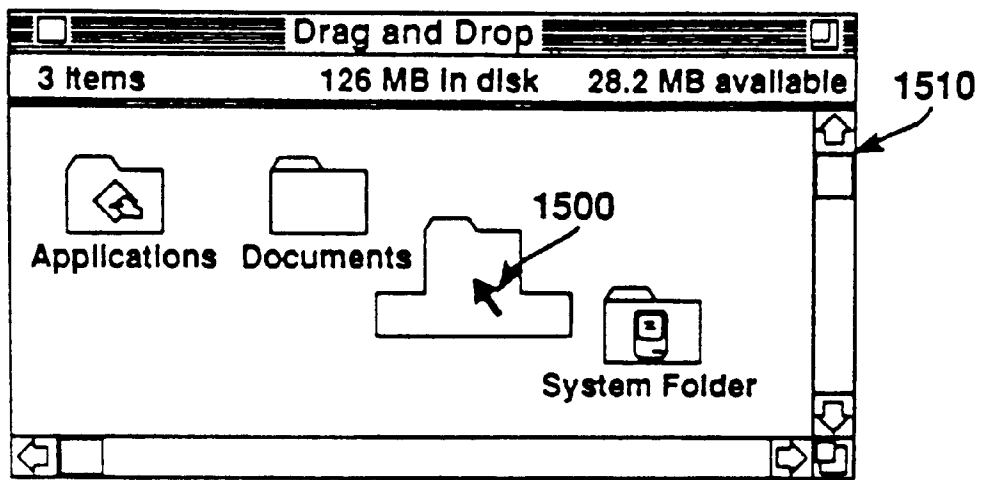 Drag and Drop
3 items 126 MB in disk 28.2 MB available
1510
1500
Applications Documents
System Folder